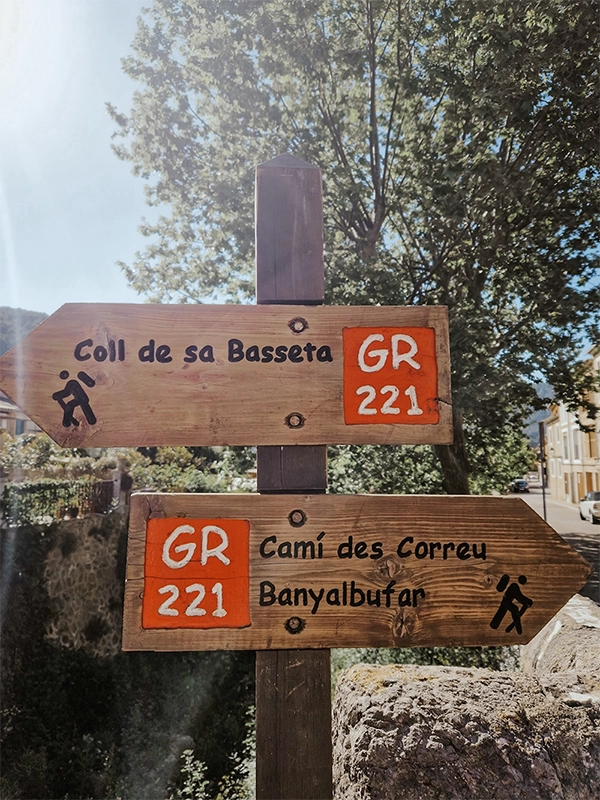 Coll de sa Basseta
GR
221
GR
221
Camí des Correu
Banyalbufar